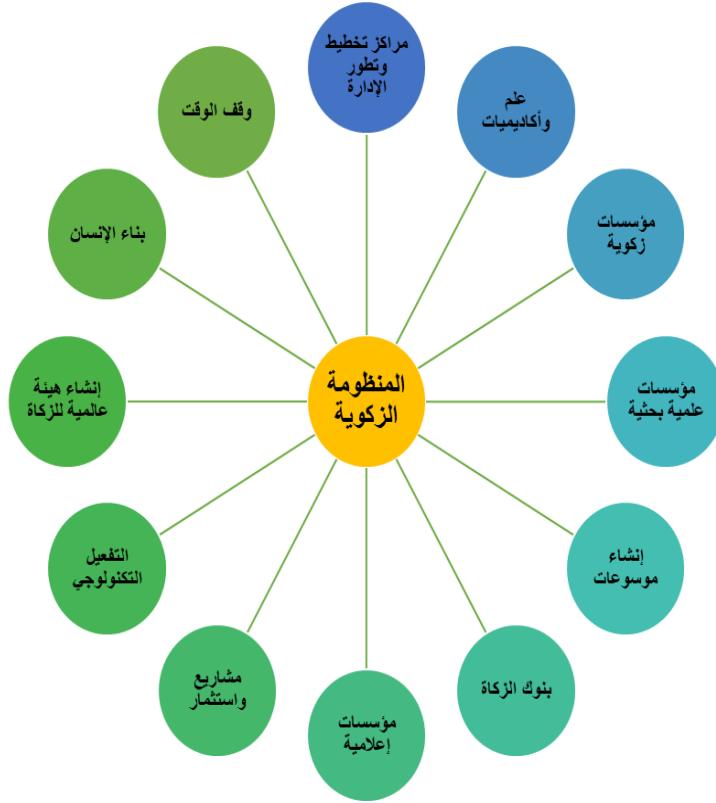 المنظومة
الزكوية
مراكز تخطيط
وتطور
الإدارة
علم
وأكاديميات
مؤسسات
زكوية
مؤسسات
علمية بحثية
إنشاء
موسوعات
بنوك الزكاة
مؤسسات
إعلامية
مشاريع
واستثمار
التفعيل
التكنولوجي
إنشاء هيئة
عالمية للزكاة
بناء الإنسان
وقف الوقت